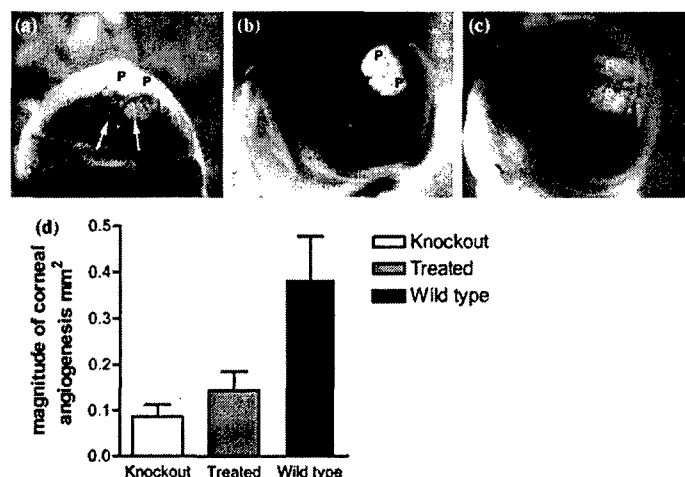 (a)
P P
(b)
P
P
(c)
(d)
magnitude of corneal
angiogenesis mm²
0.5
0.4
0.3
0.2
0.1
0.0
Knockout
Treated
Wild type
Knockout
Treated
Wild type